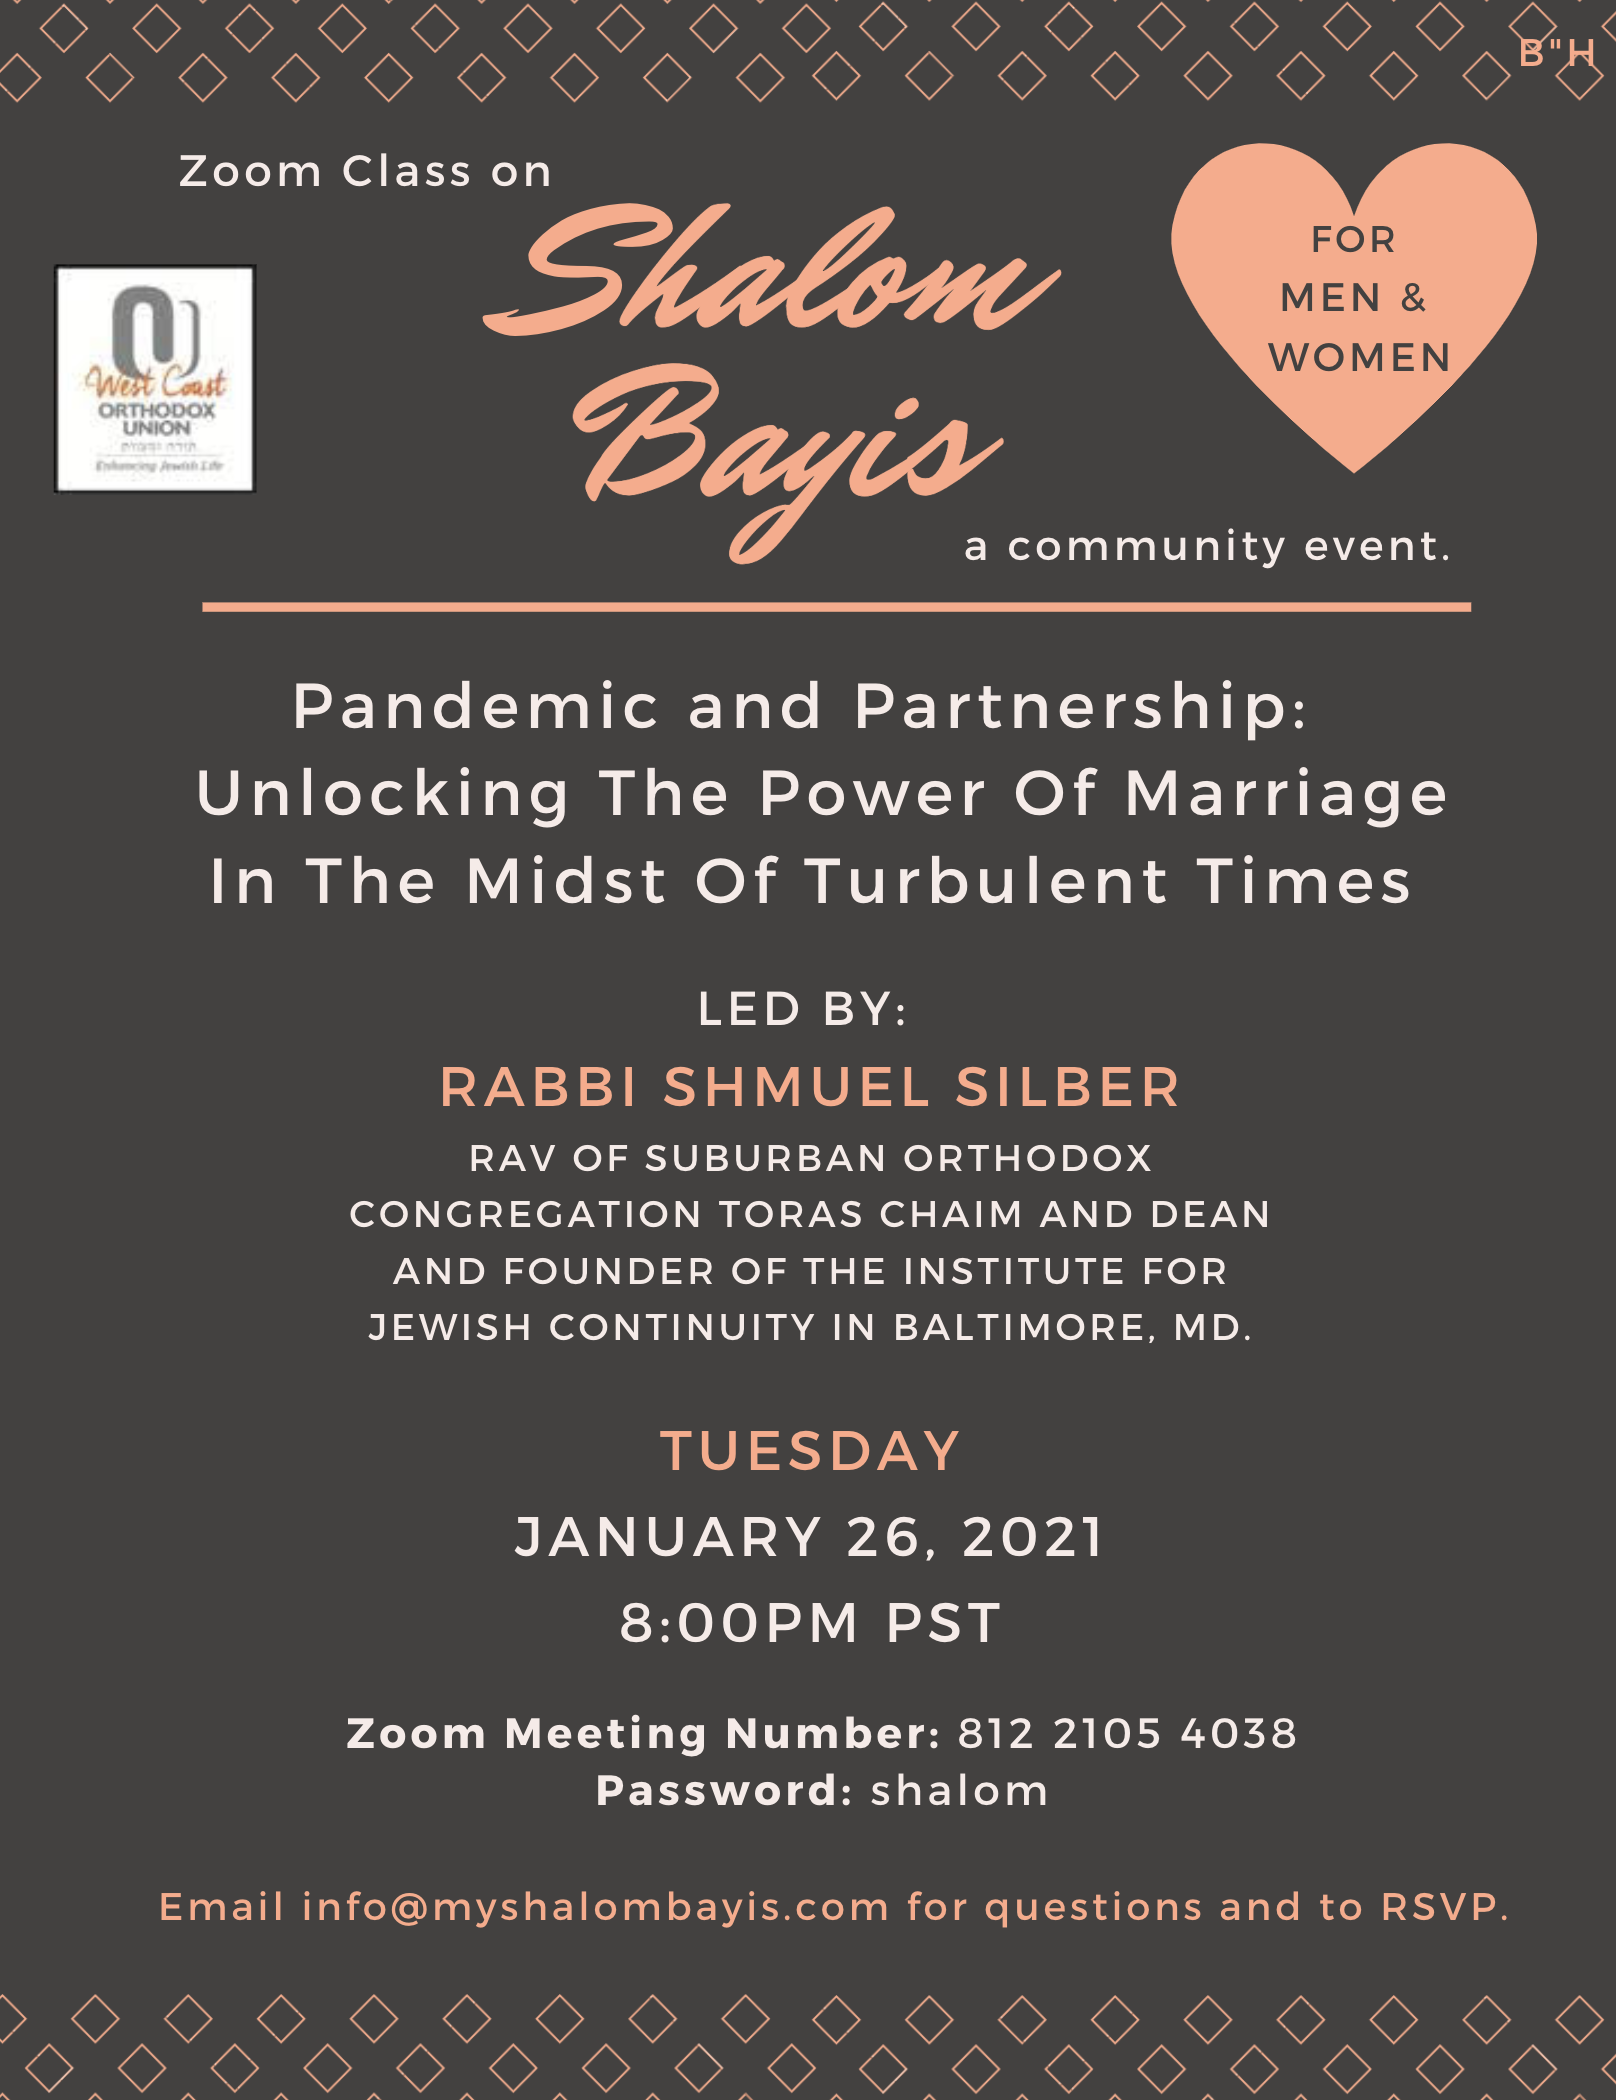 B"H
Zoom Class on
Shalom
Bayis
FOR
MEN &
WOMEN
West Coast
ORTHODOX
UNION
Enhancing Jewish Life
a community event.
Pandemic and Partnership:
Unlocking The Power Of Marriage
In The Midst Of Turbulent Times
LED BY:
RABBI SHMUEL SILBER
RAV OF SUBURBAN ORTHODOX
CONGREGATION TORAS CHAIM AND DEAN
AND FOUNDER OF THE INSTITUTE FOR
JEWISH CONTINUITY IN BALTIMORE, MD.
TUESDAY
JANUARY 26, 2021
8:00PM PST
Zoom Meeting Number: 812 2105 4038
Password: shalom
Email info@myshalombayis.com for questions and to RSVP.